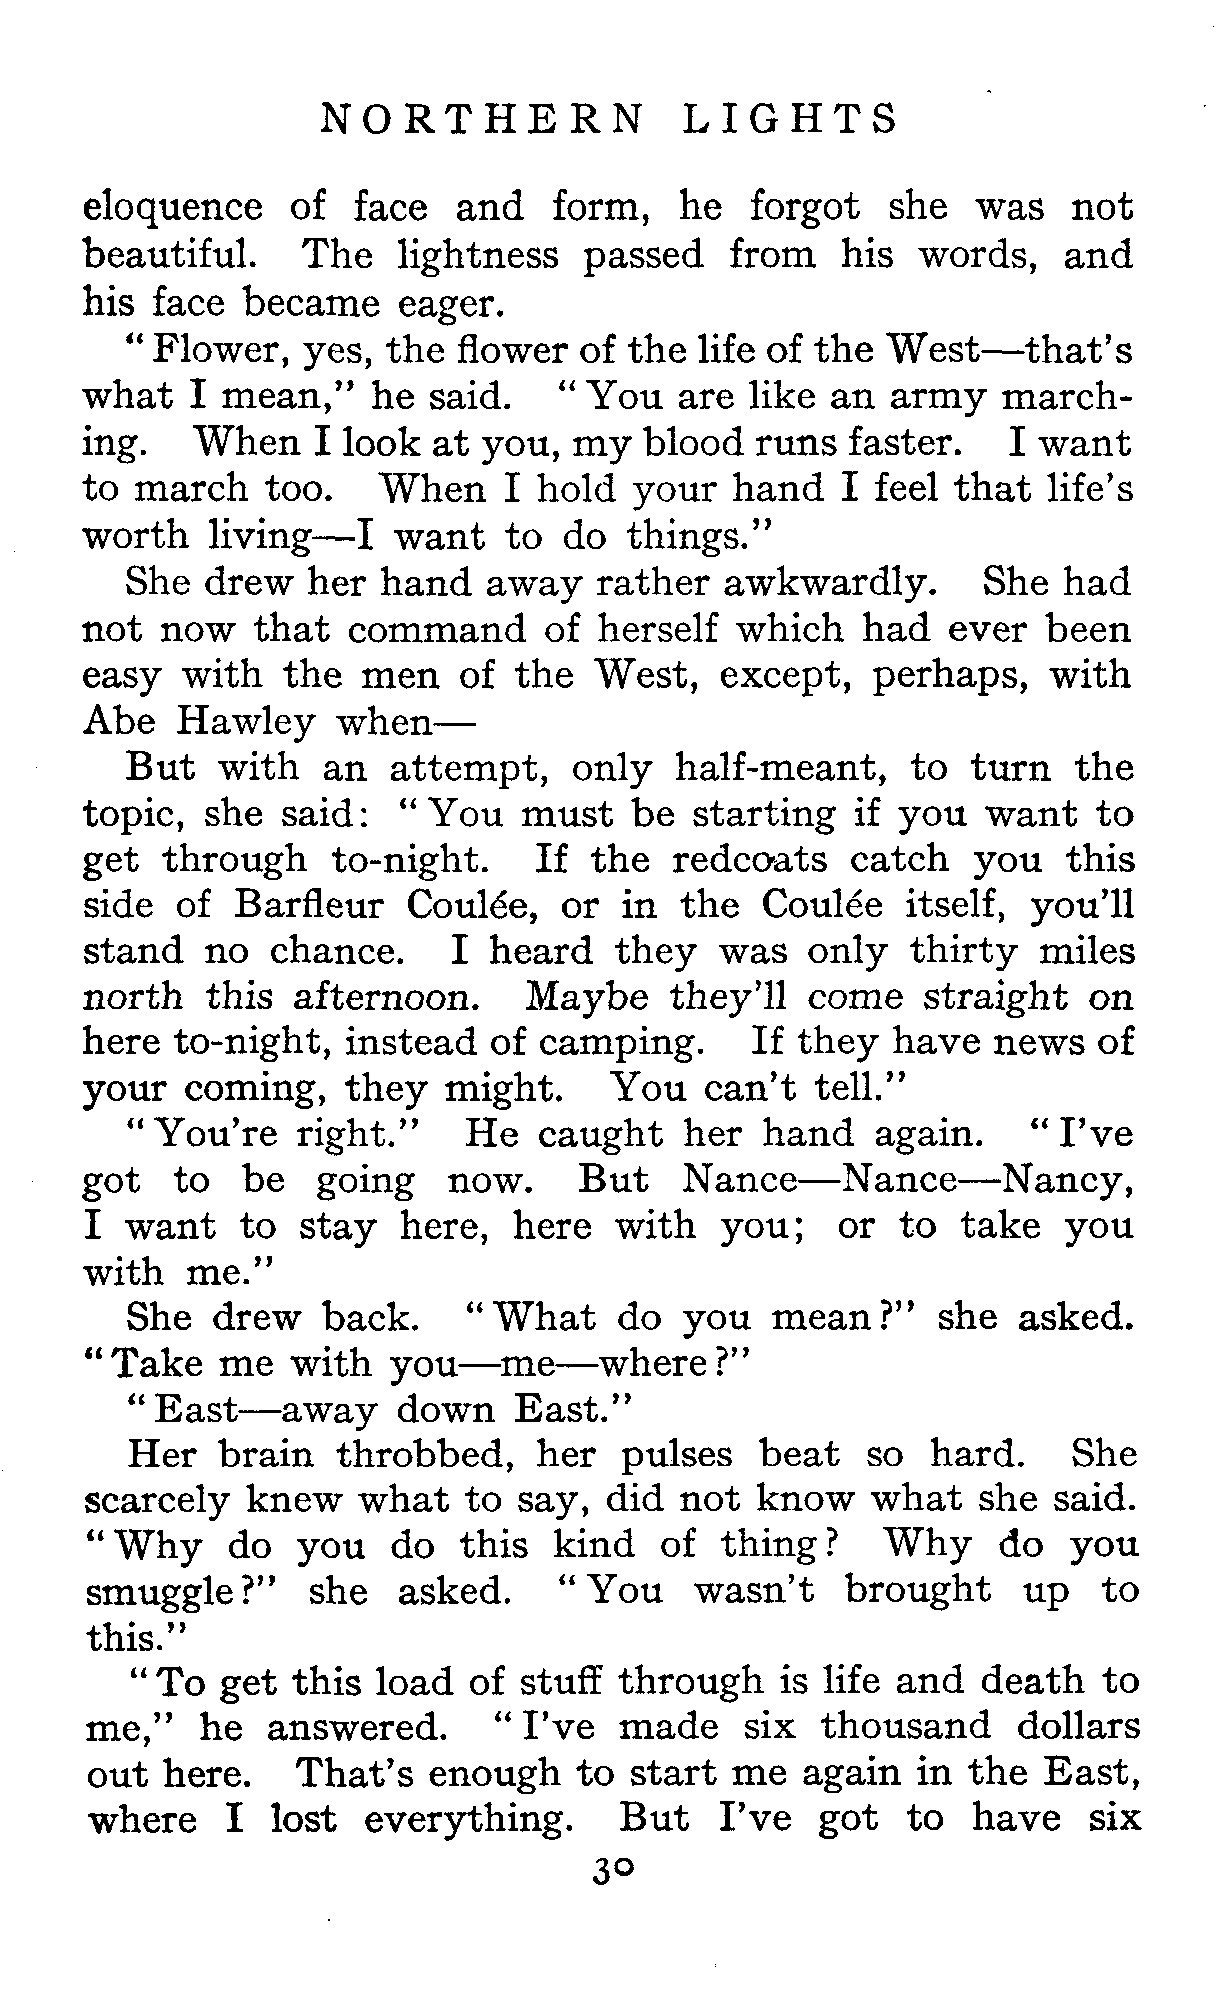 NORTHERN LIGHTS
eloquence of face and form, he forgot she was not
beautiful. The lightness passed from his words, and
his face became eager.
"Flower, yes, the flower of the life of the West—that's
what I mean," he said. "You are like an army march-
ing. When I look at you, my blood runs faster. I want
to march too. When I hold your hand I feel that life's
worth living—I want to do things."
She drew her hand away rather awkwardly. She had
not now that command of herself which had ever been
easy with the men of the West, except, perhaps, with
Abe Hawley when—
But with an attempt, only half-meant, to turn the
topic, she said: "You must be starting if you want to
get through to-night. If the redcoats catch you this
side of Barfleur Coulée, or in the Coulée itself, you'll
stand no chance. I heard they was only thirty miles
north this afternoon. Maybe they'll come straight on
here to-night, instead of camping. If they have news of
your coming, they might. You can't tell."
"You're right." He caught her hand again. "I've
got to be going now. But Nance—Nance—Nancy,
I want to stay here, here with you; or to take you
with me."
She drew back. "What do you mean?" she asked.
"Take me with you—me—where?"
"East—away down East."
Her brain throbbed, her pulses beat so hard. She
scarcely knew what to say, did not know what she said.
"Why do you do this kind of thing? Why do you
smuggle?" she asked. "You wasn't brought up to
this."
"To get this load of stuff through is life and death to
me," he answered. "I've made six thousand dollars
out here. That's enough to start me again in the East,
where I lost everything. But I've got to have six
30